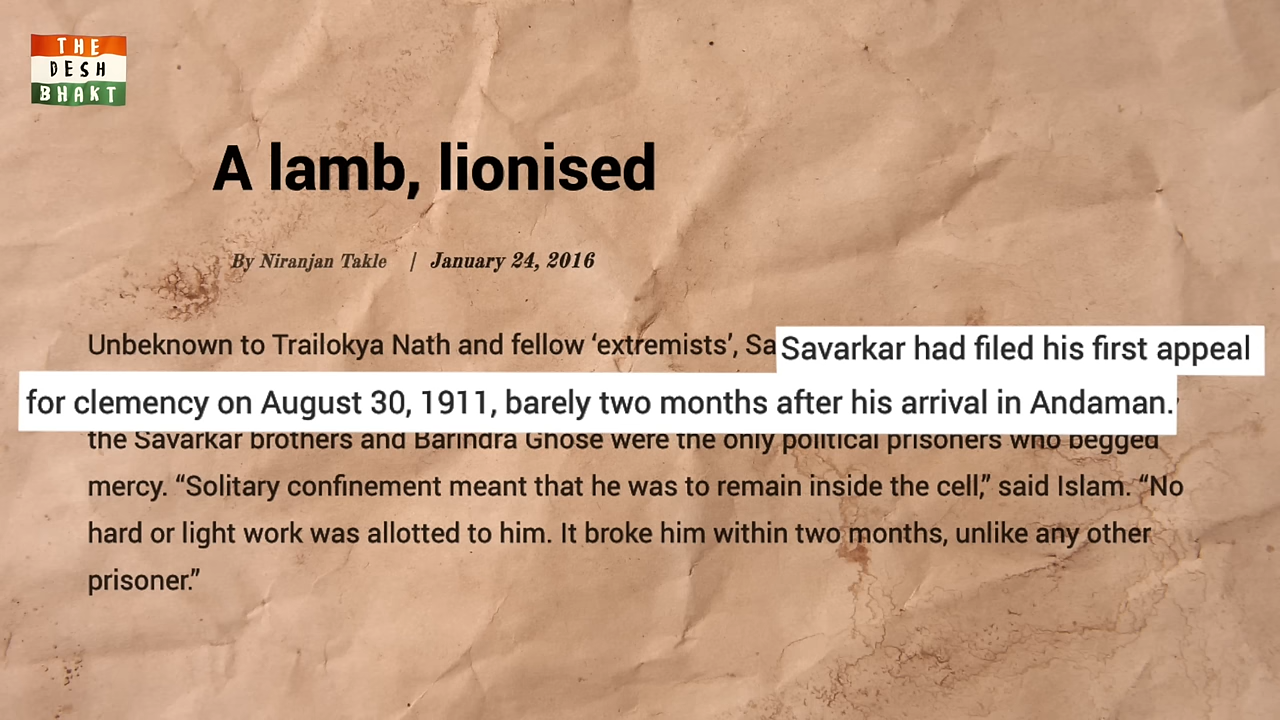 THE
DESH
BHAKT
A lamb, lionised
By Niranjan Takle | January 24, 2016
Unbeknown to Trailokya Nath and fellow ‘extremists’, Sa Savarkar had filed his first appeal
for clemency on August 30, 1911, barely two months after his arrival in Andaman.
the Savarkar brothers and Barindra Ghose were the only political prisoners who begged
mercy. “Solitary confinement meant that he was to remain inside the cell,” said Islam. “No
hard or light work was allotted to him. It broke him within two months, unlike any other
prisoner.”